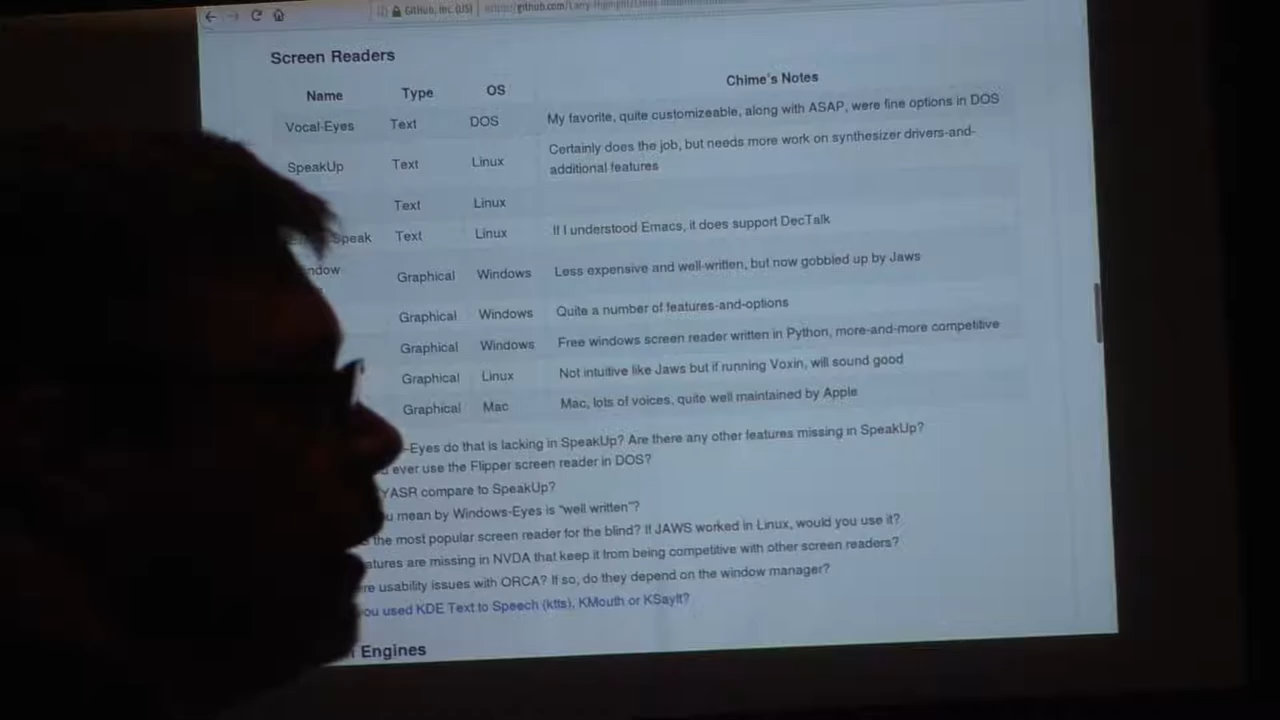 GitHub, Inc. (US)
github.com/Larry-
Screen Readers
Name Type OS Chime's Notes
Vocal-Eyes Text DOS My favorite, quite customizeable, along with ASAP, were fine options in DOS
SpeakUp Text Linux Certainly does the job, but needs more work on synthesizer drivers-and-
additional features
Text Linux
Speak Text Linux If I understood Emacs, it does support DecTalk
ndow Graphical Windows Less expensive and well-written, but now gobbled up by Jaws
Graphical Windows Quite a number of features-and-options
Graphical Windows Free windows screen reader written in Python, more-and-more competitive
Graphical Linux Not intuitive like Jaws but if running Voxin, will sound good
Graphical Mac Mac, lots of voices, quite well maintained by Apple
-Eyes do that is lacking in SpeakUp? Are there any other features missing in SpeakUp?
ever use the Flipper screen reader in DOS?
YASR compare to SpeakUp?
u mean by Windows-Eyes is "well written"?
the most popular screen reader for the blind? If JAWS worked in Linux, would you use it?
atures are missing in NVDA that keep it from being competitive with other screen readers?
re usability issues with ORCA? If so, do they depend on the window manager?
ou used KDE Text to Speech (ktts), KMouth or KSayIt?
Engines